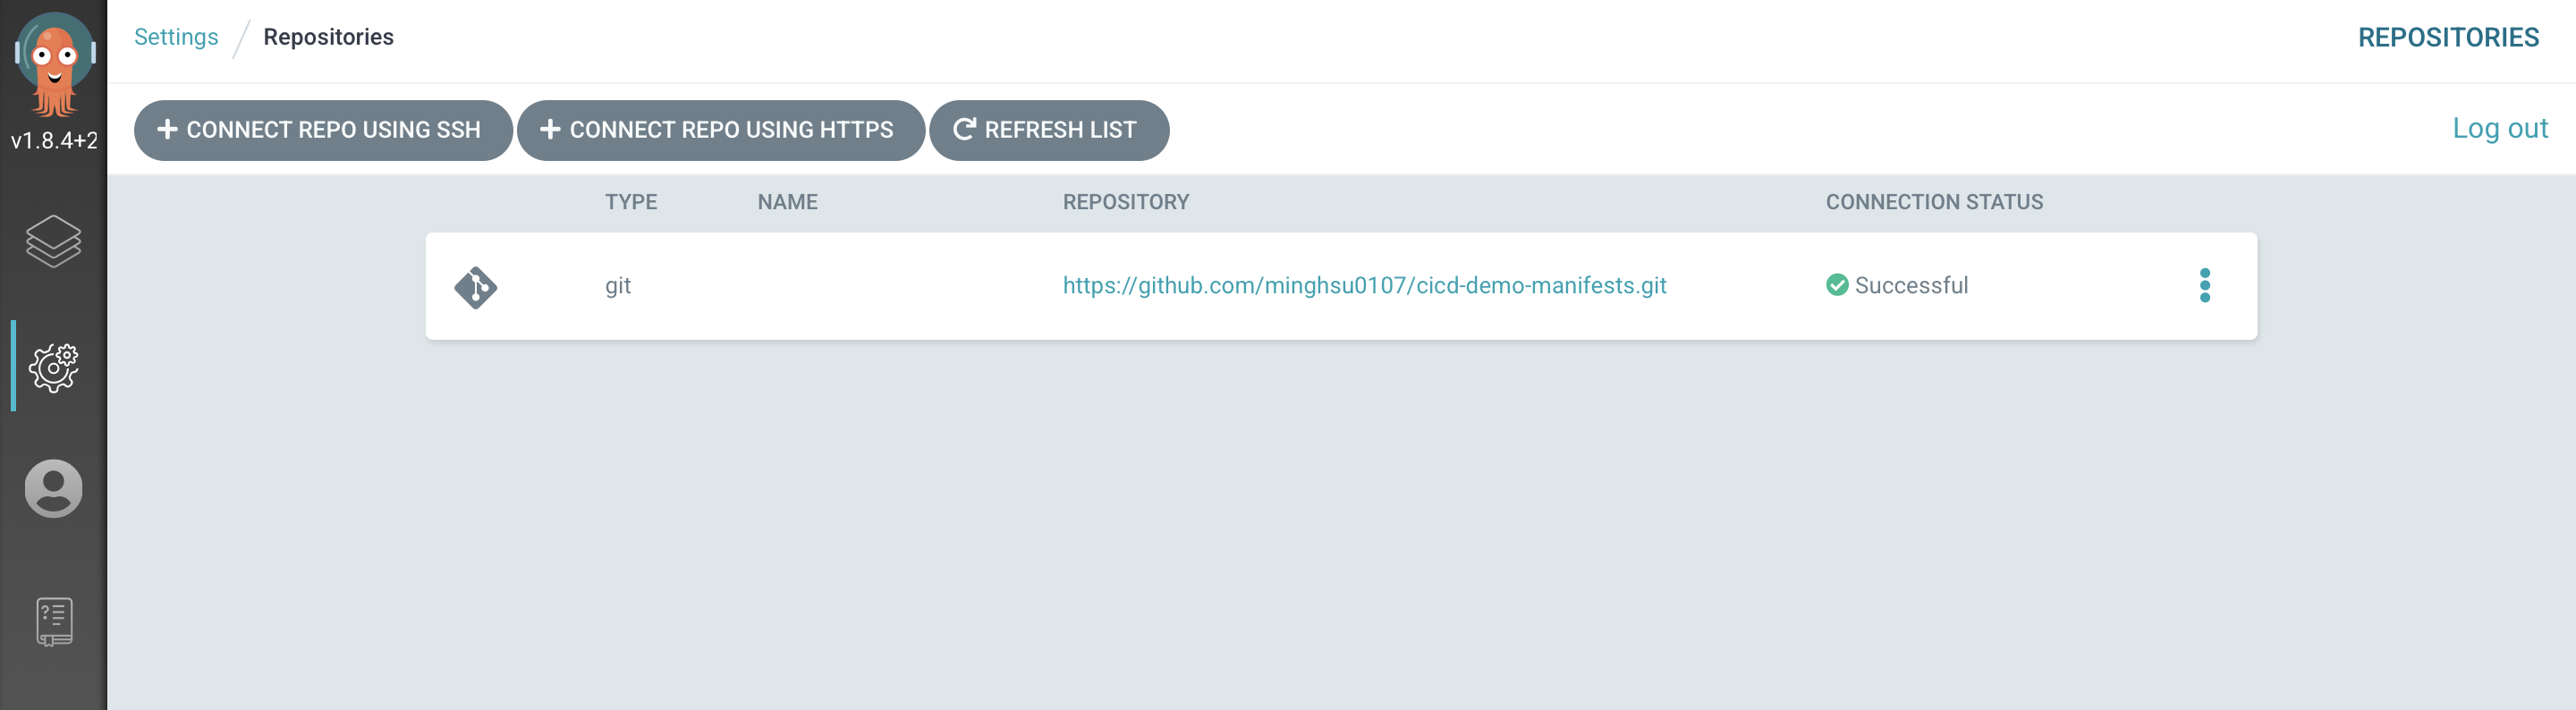 Settings / Repositories
REPOSITORIES
v1.8.4+2
CONNECT REPO USING SSH
CONNECT REPO USING HTTPS
REFRESH LIST
Log out
TYPE NAME REPOSITORY CONNECTION STATUS
git https://github.com/minghsu0107/cicd-demo-manifests.git Successful